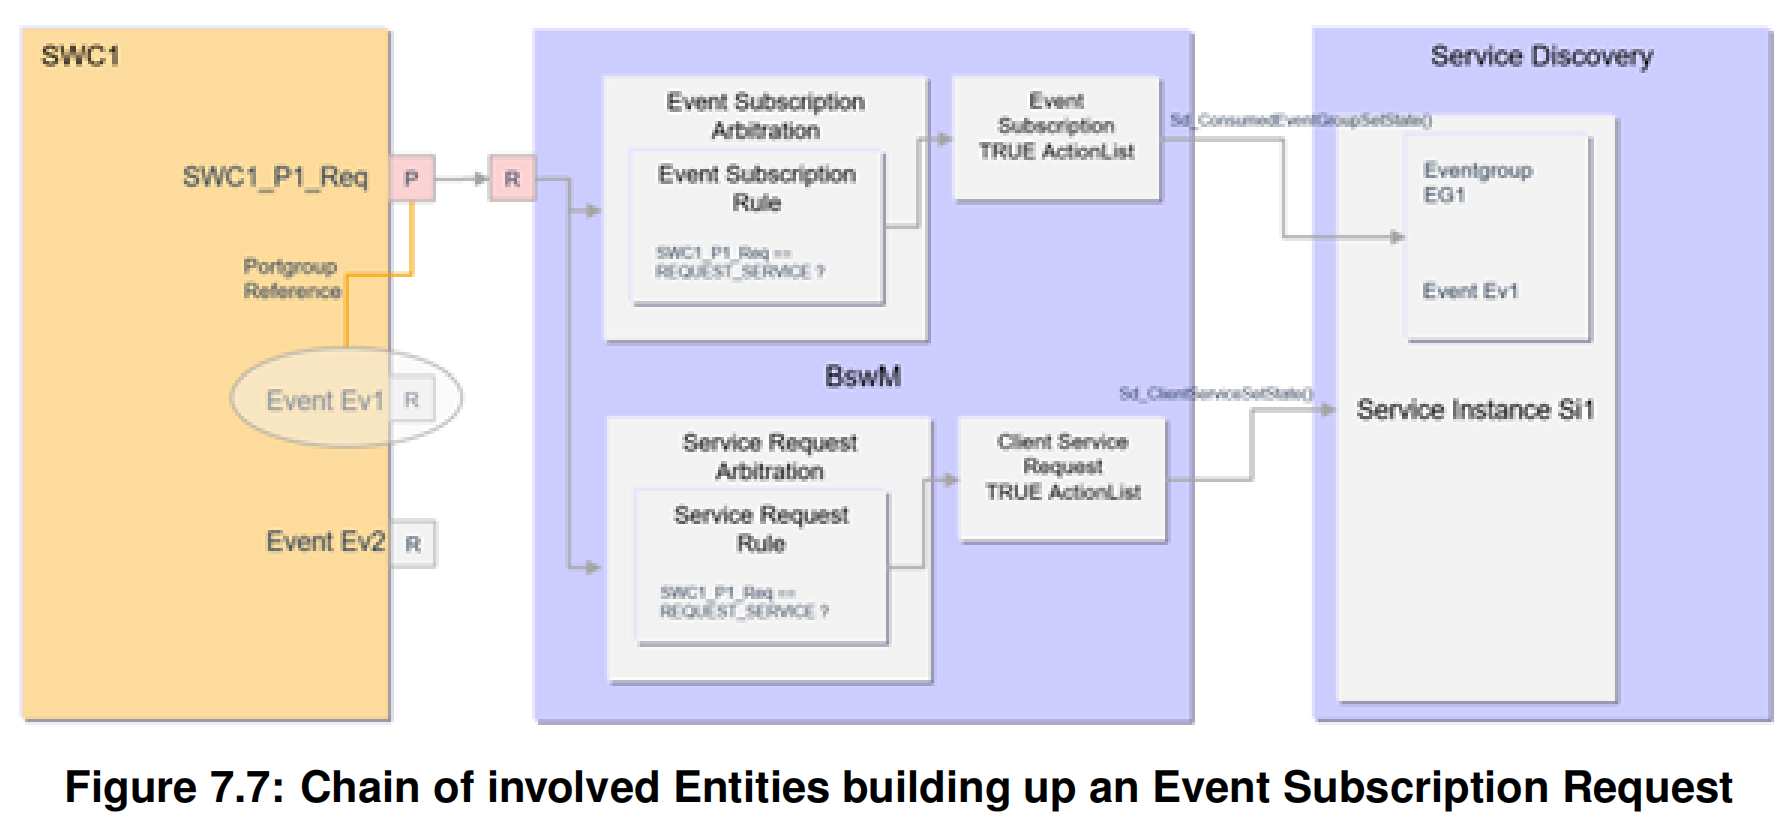 SWC1
SWC1_P1_Req
P
R
Portgroup
Reference
Event Ev1
R
Event Ev2
R
Event Subscription
Arbitration
Event Subscription
Rule
SWC1_P1_Req ==
REQUEST_SERVICE ?
Event
Subscription
TRUE ActionList
BswM
Service Request
Arbitration
Service Request
Rule
SWC1_P1_Req ==
REQUEST_SERVICE ?
Client Service
Request
TRUE ActionList
Sd_ConsumedEventGroupSetState()
Sd_ClientServiceSetState()
Service Discovery
Eventgroup
EG1
Event Ev1
Service Instance Si1
Figure 7.7: Chain of involved Entities building up an Event Subscription Request